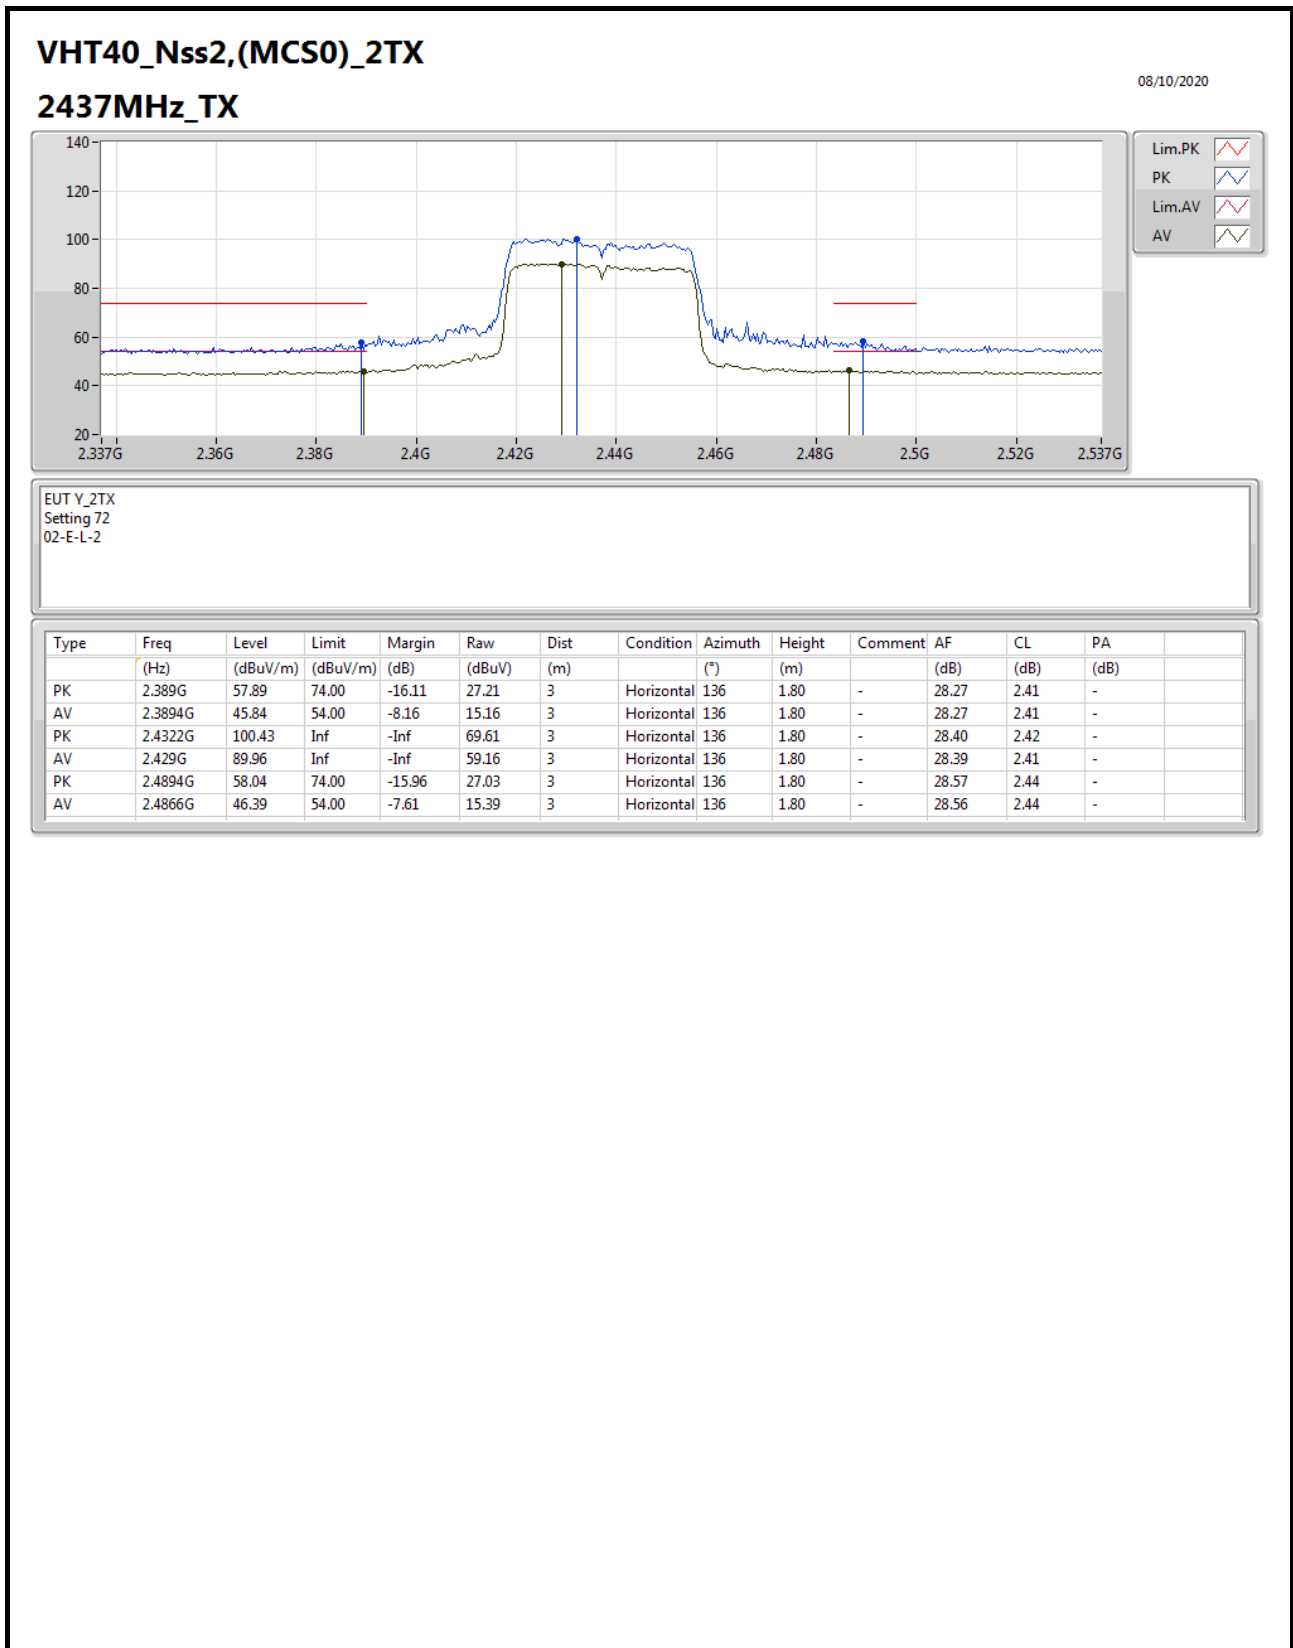 VHT40_Nss2,(MCS0)_2TX
08/10/2020
2437MHz_TX
140
120
100
80
60
40
20
2.337G 2.36G 2.38G 2.4G 2.42G 2.44G 2.46G 2.48G 2.5G 2.52G 2.537G
Lim.PK
PK
Lim.AV
AV
EUT Y_2TX
Setting 72
02-E-L-2
Type Freq Level Limit Margin Raw Dist Condition Azimuth Height Comment AF CL PA
(Hz) (dBuV/m) (dBuV/m) (dB) (dBuV) (m) (°) (m) (dB) (dB) (dB)
PK 2.389G 57.89 74.00 -16.11 27.21 3 Horizontal 136 1.80 - 28.27 2.41 -
AV 2.3894G 45.84 54.00 -8.16 15.16 3 Horizontal 136 1.80 - 28.27 2.41 -
PK 2.4322G 100.43 Inf -Inf 69.61 3 Horizontal 136 1.80 - 28.40 2.42 -
AV 2.429G 89.96 Inf -Inf 59.16 3 Horizontal 136 1.80 - 28.39 2.41 -
PK 2.4894G 58.04 74.00 -15.96 27.03 3 Horizontal 136 1.80 - 28.57 2.44 -
AV 2.4866G 46.39 54.00 -7.61 15.39 3 Horizontal 136 1.80 - 28.56 2.44 -